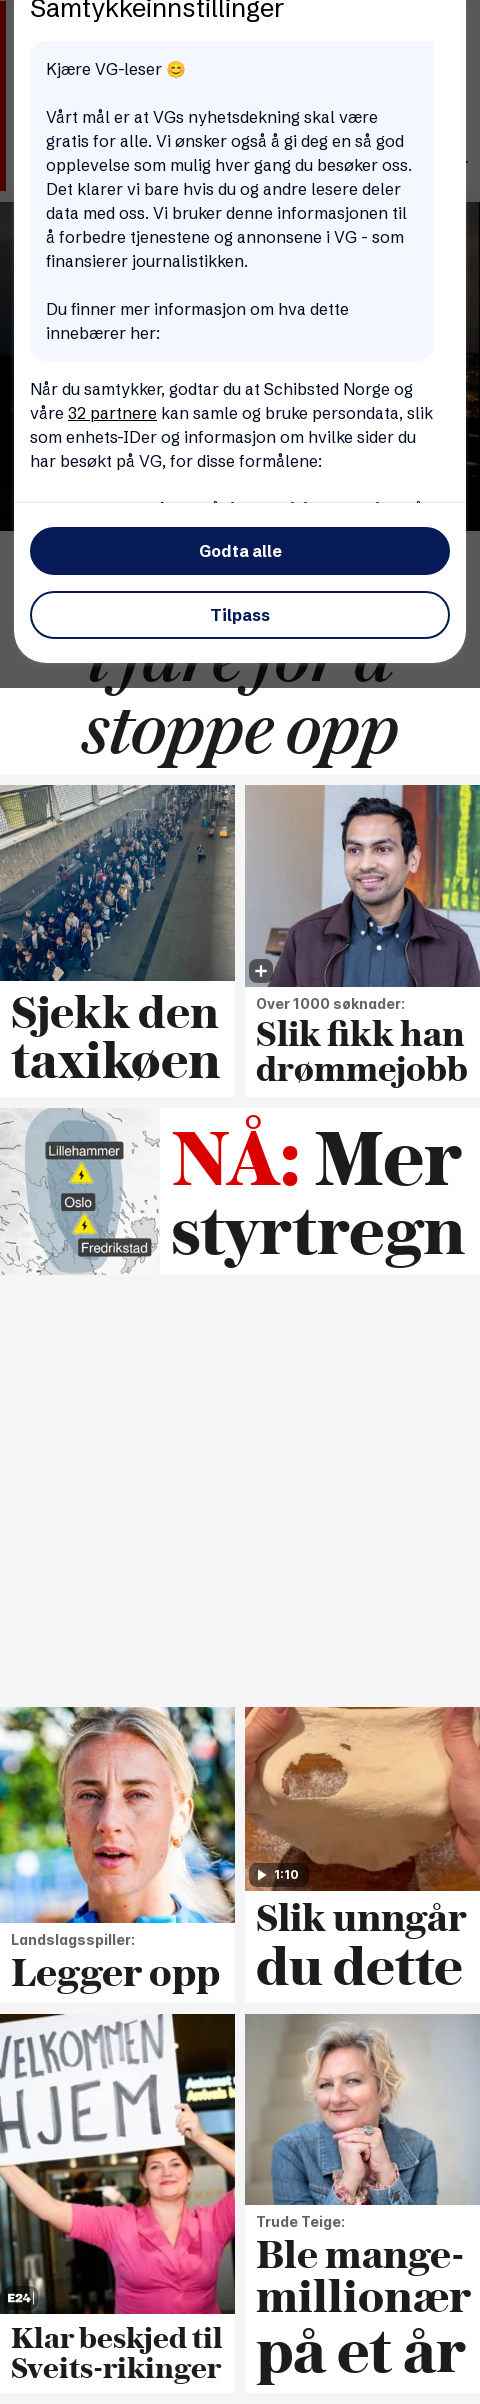 Samtykkeinnstillinger
Kjære VG-leser 😊
Vårt mål er at VGs nyhetsdekning skal være
gratis for alle. Vi ønsker også å gi deg en så god
opplevelse som mulig hver gang du besøker oss.
Det klarer vi bare hvis du og andre lesere deler
data med oss. Vi bruker denne informasjonen til
å forbedre tjenestene og annonsene i VG - som
finansierer journalistikken.
Du finner mer informasjon om hva dette
innebærer her:
Når du samtykker, godtar du at Schibsted Norge og
våre 32 partnere kan samle og bruke persondata, slik
som enhets-IDer og informasjon om hvilke sider du
har besøkt på VG, for disse formålene:
Godta alle
Tilpass
stoppe opp
Sjekk den
taxikøen
Over 1000 søknader:
Slik fikk han
drømmejobb
Lillehammer
Oslo
Fredrikstad
NÅ: Mer
styrtregn
Landslagsspiller:
Legger opp
1:10
Slik unngår
du dette
VELKOMMEN
HJEM
E24
Klar beskjed til
Sveits-rikinger
Trude Teige:
Ble mange-
millionær
på et år